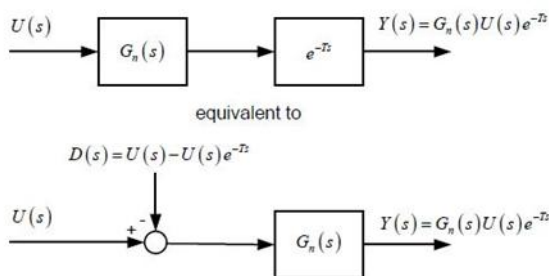 U(s)
G_n(s)
e^{-Ts}
Y(s)=G_n(s)U(s)e^{-Ts}
equivalent to
D(s)=U(s)-U(s)e^{-Ts}
U(s)
+ -
G_n(s)
Y(s)=G_n(s)U(s)e^{-Ts}